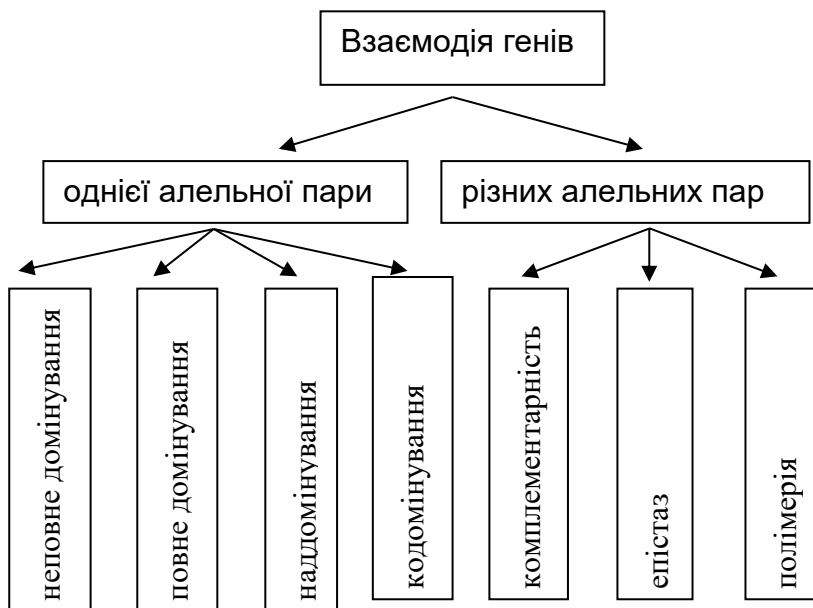 Взаємодія генів
однієї алельної пари
різних алельних пар
неповне домінування
повне домінування
наддомінування
кодомінування
комплементарність
епістаз
полімерія